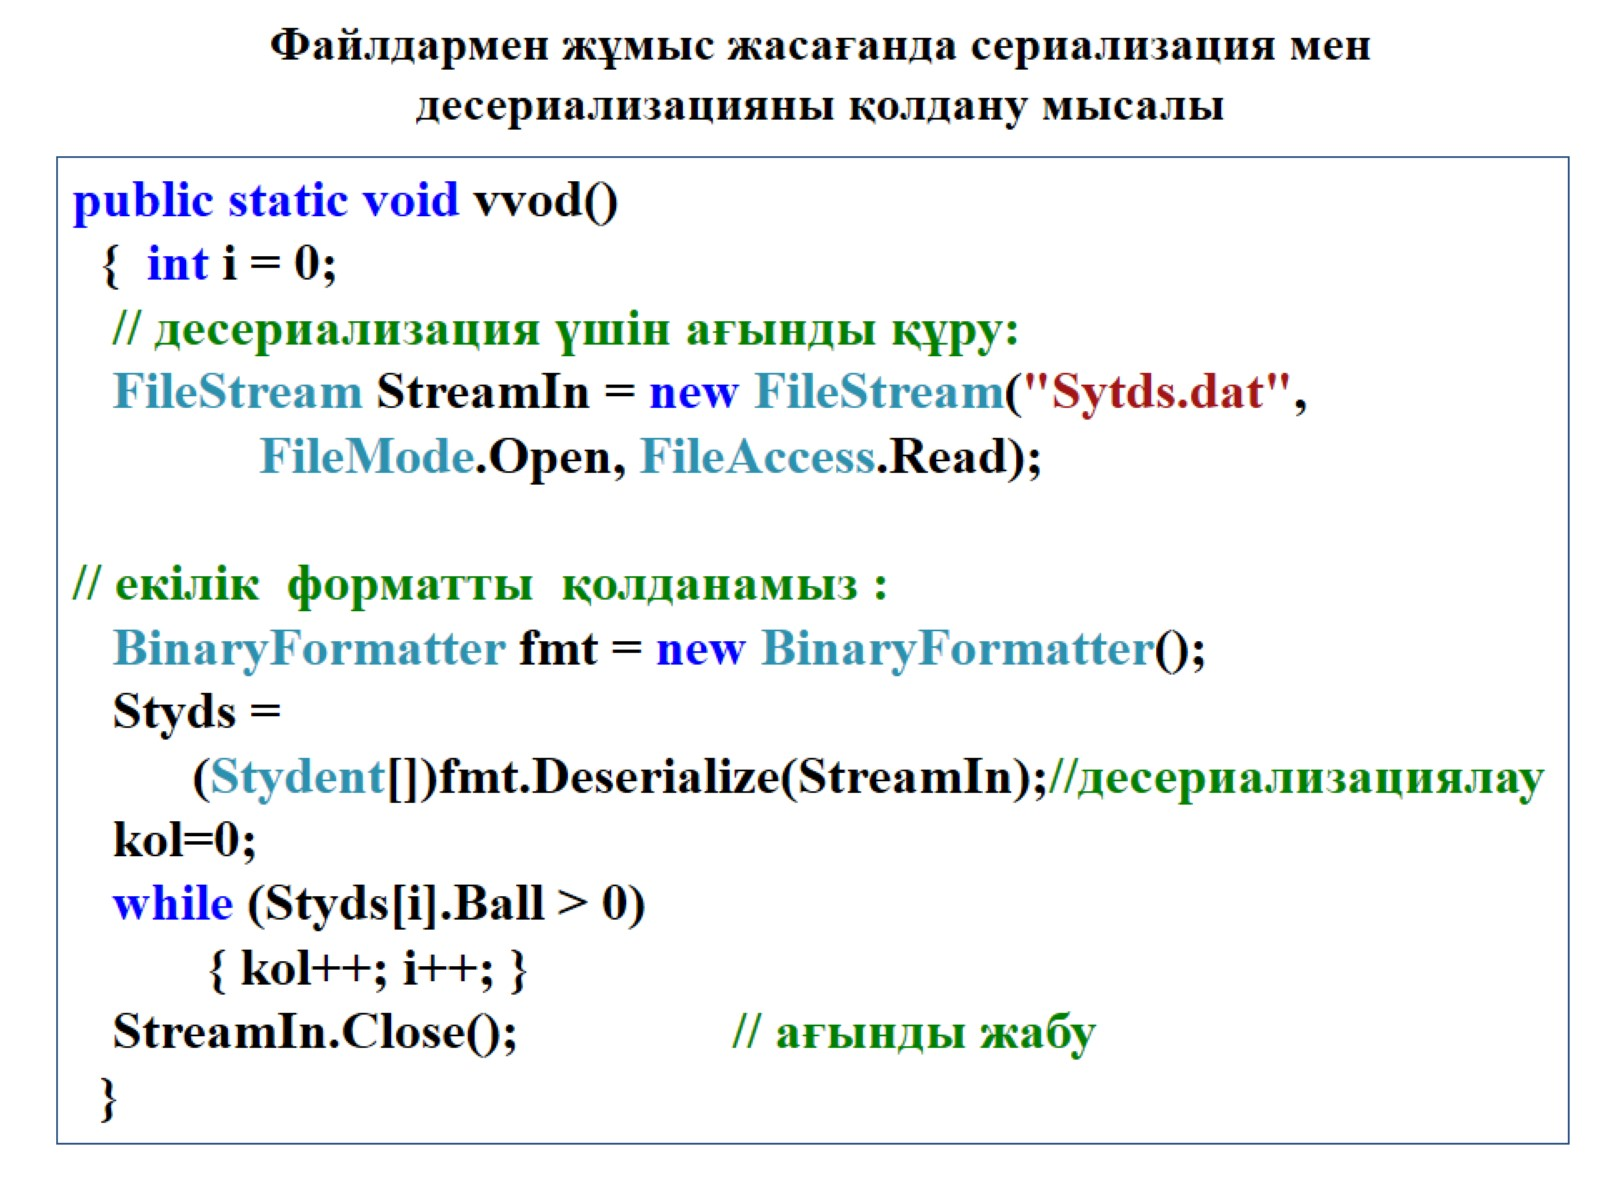 Файлдармен жұмыс жасағанда сериализация мен
десериализацияны қолдану мысалы
public static void vvod()
{ int i = 0;
// десериализация үшін ағынды құру:
FileStream StreamIn = new FileStream("Sytds.dat",
FileMode.Open, FileAccess.Read);
// екілік форматты қолданамыз :
BinaryFormatter fmt = new BinaryFormatter();
Styds =
(Stydent[])fmt.Deserialize(StreamIn);//десериализациялау
kol=0;
while (Styds[i].Ball > 0)
{ kol++; i++; }
StreamIn.Close(); // ағынды жабу
}